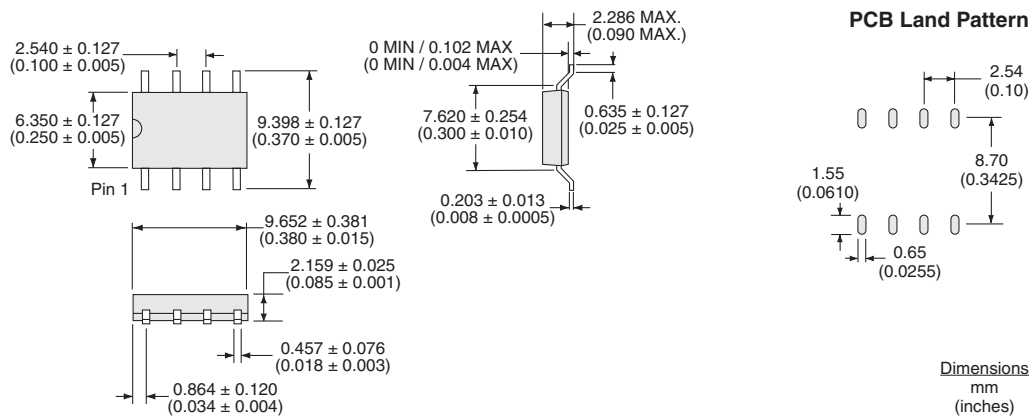 2.540 ± 0.127
(0.100 ± 0.005)
6.350 ± 0.127
(0.250 ± 0.005)
9.398 ± 0.127
(0.370 ± 0.005)
Pin 1
9.652 ± 0.381
(0.380 ± 0.015)
2.159 ± 0.025
(0.085 ± 0.001)
0.457 ± 0.076
(0.018 ± 0.003)
0.864 ± 0.120
(0.034 ± 0.004)
2.286 MAX.
(0.090 MAX.)
0 MIN / 0.102 MAX
(0 MIN / 0.004 MAX)
7.620 ± 0.254
(0.300 ± 0.010)
0.635 ± 0.127
(0.025 ± 0.005)
0.203 ± 0.013
(0.008 ± 0.0005)
PCB Land Pattern
2.54
(0.10)
8.70
(0.3425)
1.55
(0.0610)
0.65
(0.0255)
Dimensions
mm
(inches)